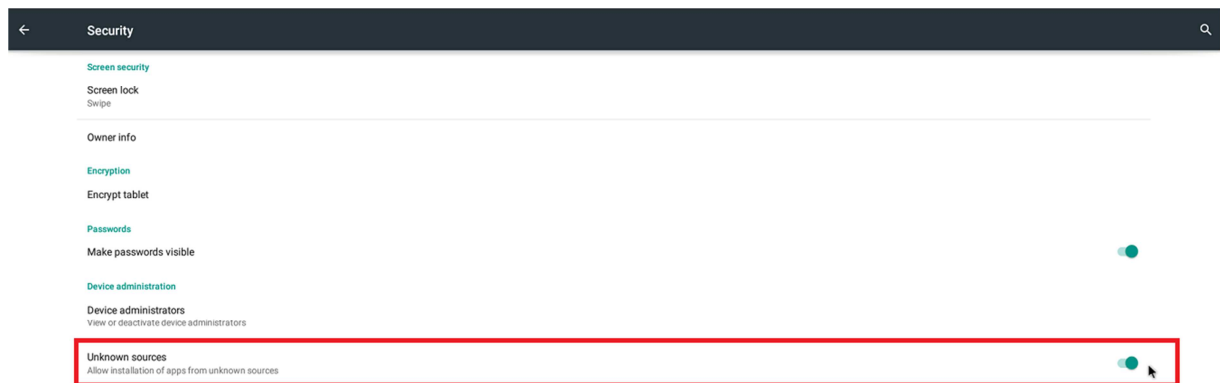 Security
Screen security
Screen lock
Swipe
Owner info
Encryption
Encrypt tablet
Passwords
Make passwords visible
Device administration
Device administrators
View or deactivate device administrators
Unknown sources
Allow installation of apps from unknown sources